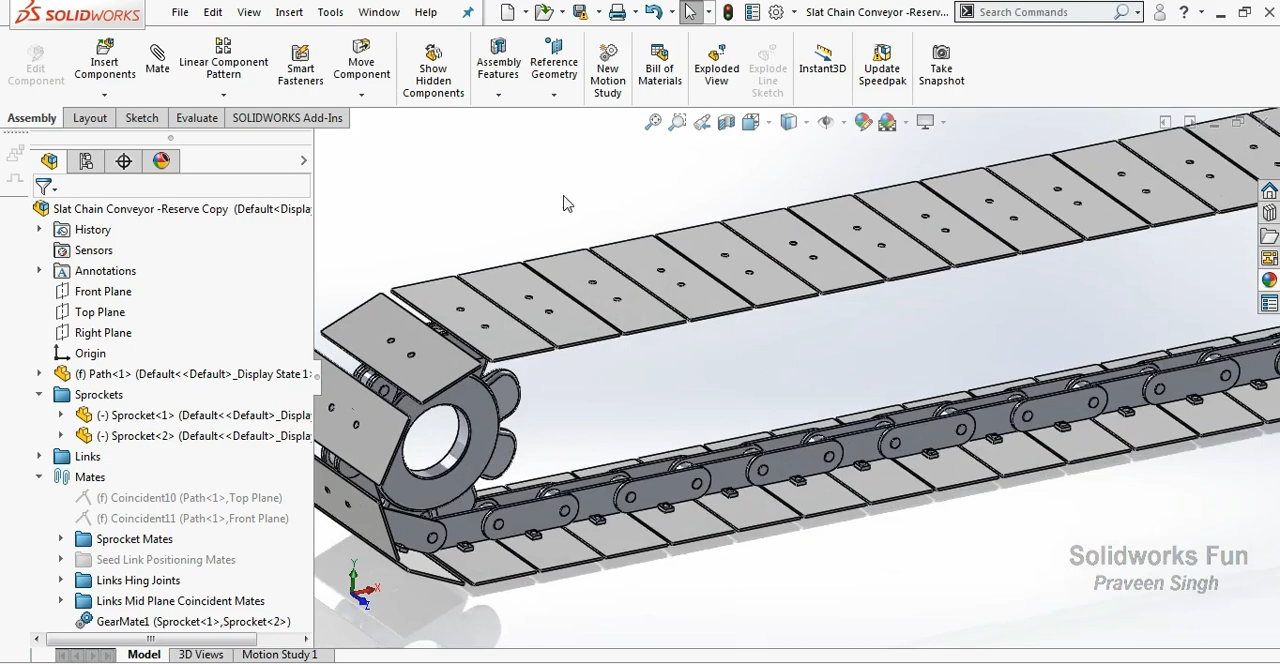 SOLIDWORKS
File Edit View Insert Tools Window Help
Slat Chain Conveyor -Reserv...
Search Commands
?
Edit Component
Insert Components
Mate
Linear Component Pattern
Smart Fasteners
Move Component
Show Hidden Components
Assembly Features
Reference Geometry
New Motion Study
Bill of Materials
Exploded View
Explode Line Sketch
Instant3D
Update Speedpak
Take Snapshot
Assembly Layout Sketch Evaluate SOLIDWORKS Add-Ins
Slat Chain Conveyor -Reserve Copy (Default<Displa
History
Sensors
Annotations
Front Plane
Top Plane
Right Plane
Origin
(f) Path<1> (Default<<Default>_Display State 1>
Sprockets
(-) Sprocket<1> (Default<<Default>_Displa
(-) Sprocket<2> (Default<<Default>_Displa
Links
Mates
(f) Coincident10 (Path<1>,Top Plane)
(f) Coincident11 (Path<1>,Front Plane)
Sprocket Mates
Seed Link Positioning Mates
Links Hing Joints
Links Mid Plane Coincident Mates
GearMate1 (Sprocket<1>,Sprocket<2>)
Y
X
Z
Solidworks Fun
Praveen Singh
Model 3D Views Motion Study 1